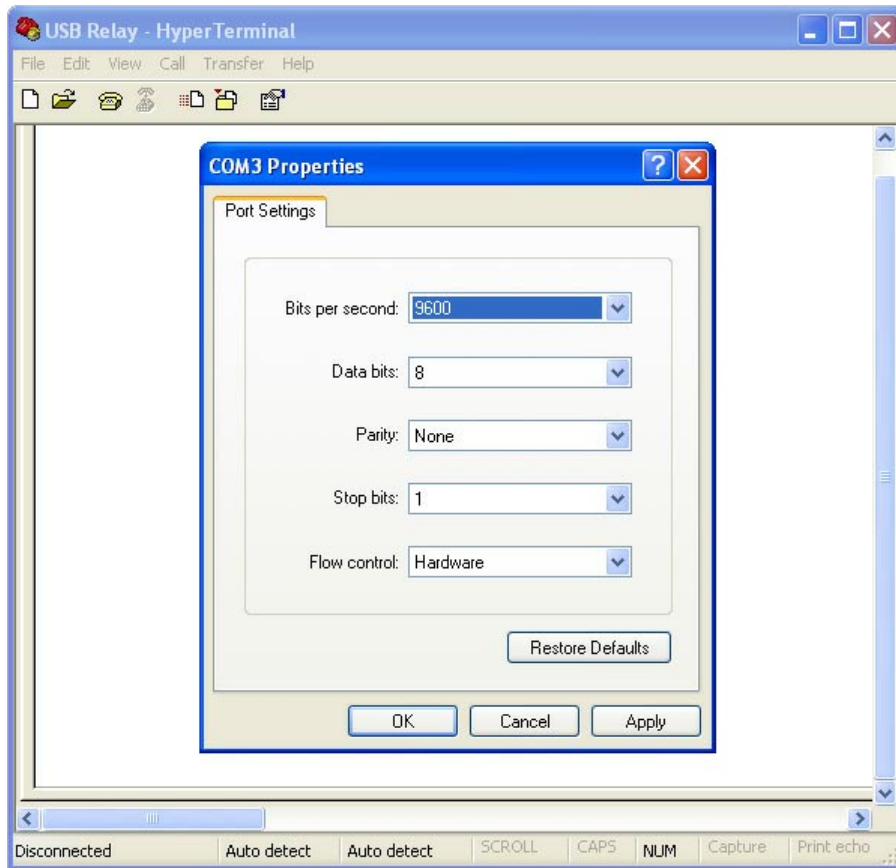 USB Relay - HyperTerminal
File Edit View Call Transfer Help
COM3 Properties
?
Port Settings
Bits per second: 9600
Data bits: 8
Parity: None
Stop bits: 1
Flow control: Hardware
Restore Defaults
OK Cancel Apply
Disconnected Auto detect Auto detect SCROLL CAPS NUM Capture Print echo